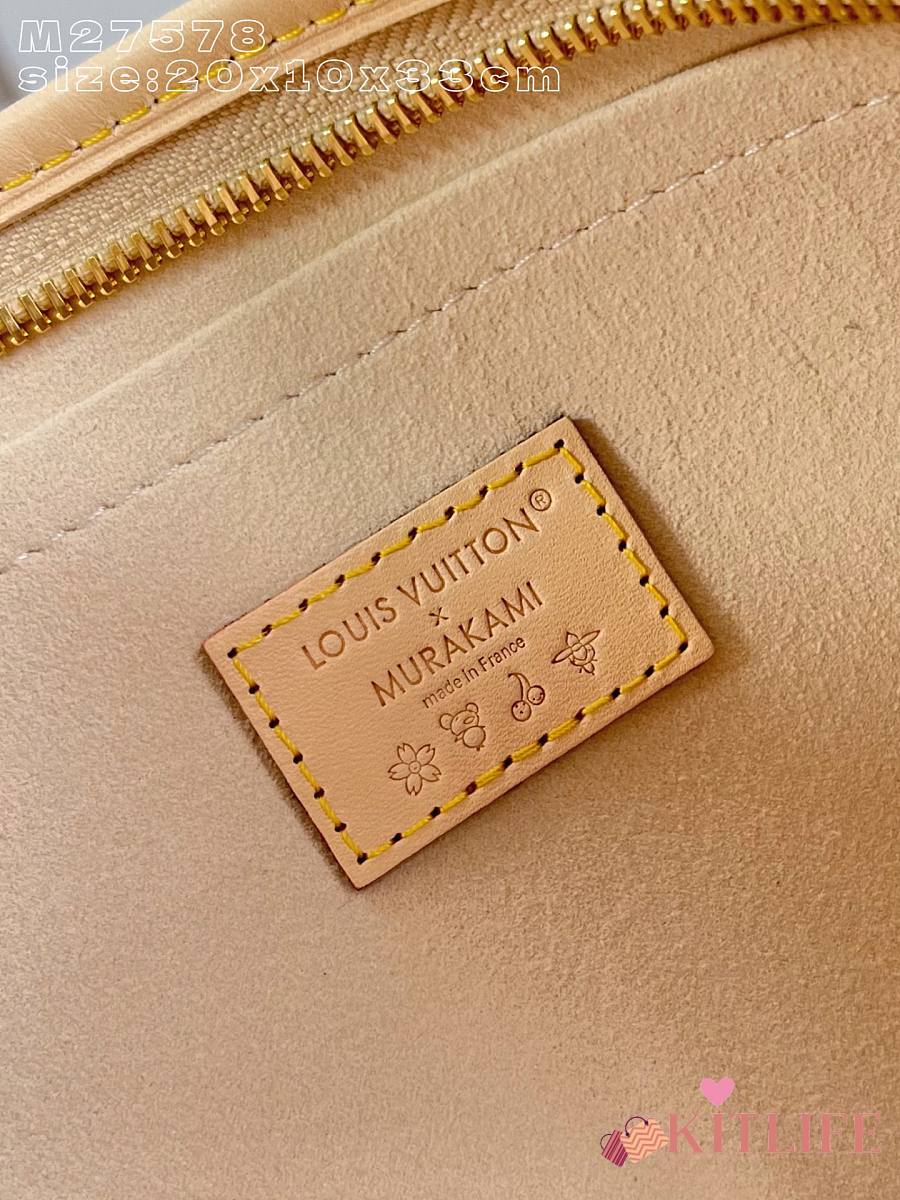 M27578
size:20x10x33cm
LOUIS VUITTON®
x
MURAKAMI
made in France
KITLIFE